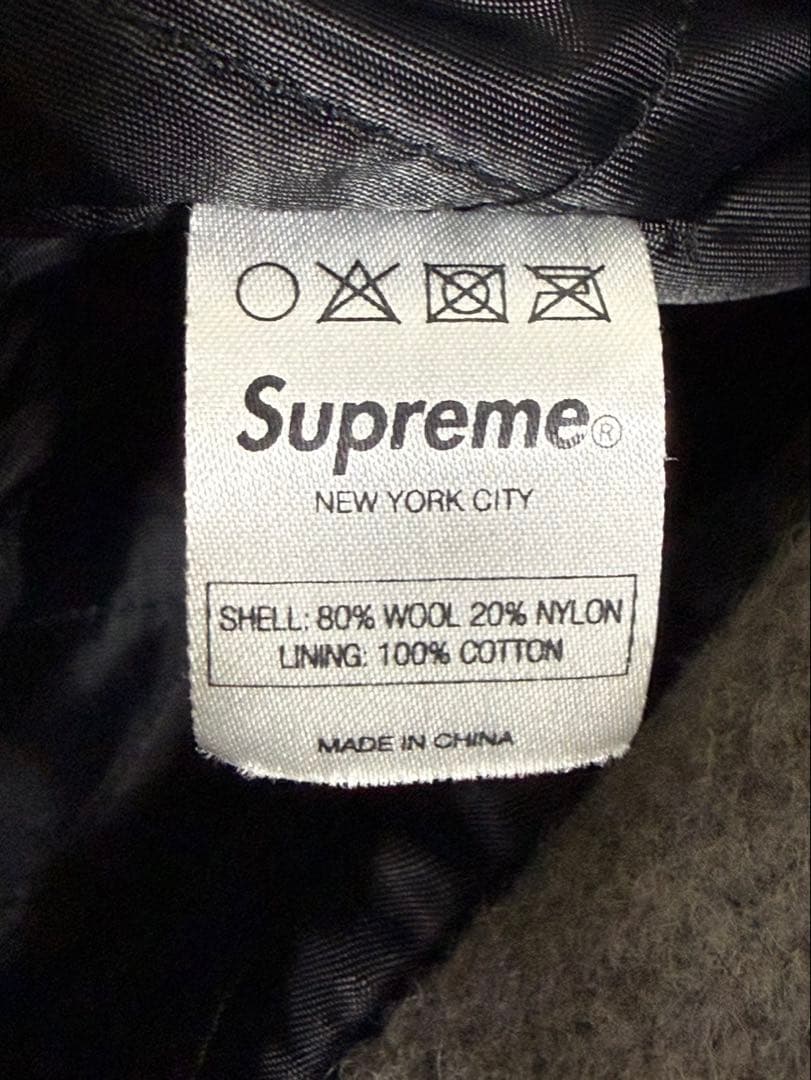 Supreme®
NEW YORK CITY
SHELL: 80% WOOL 20% NYLON
LINING: 100% COTTON
MADE IN CHINA